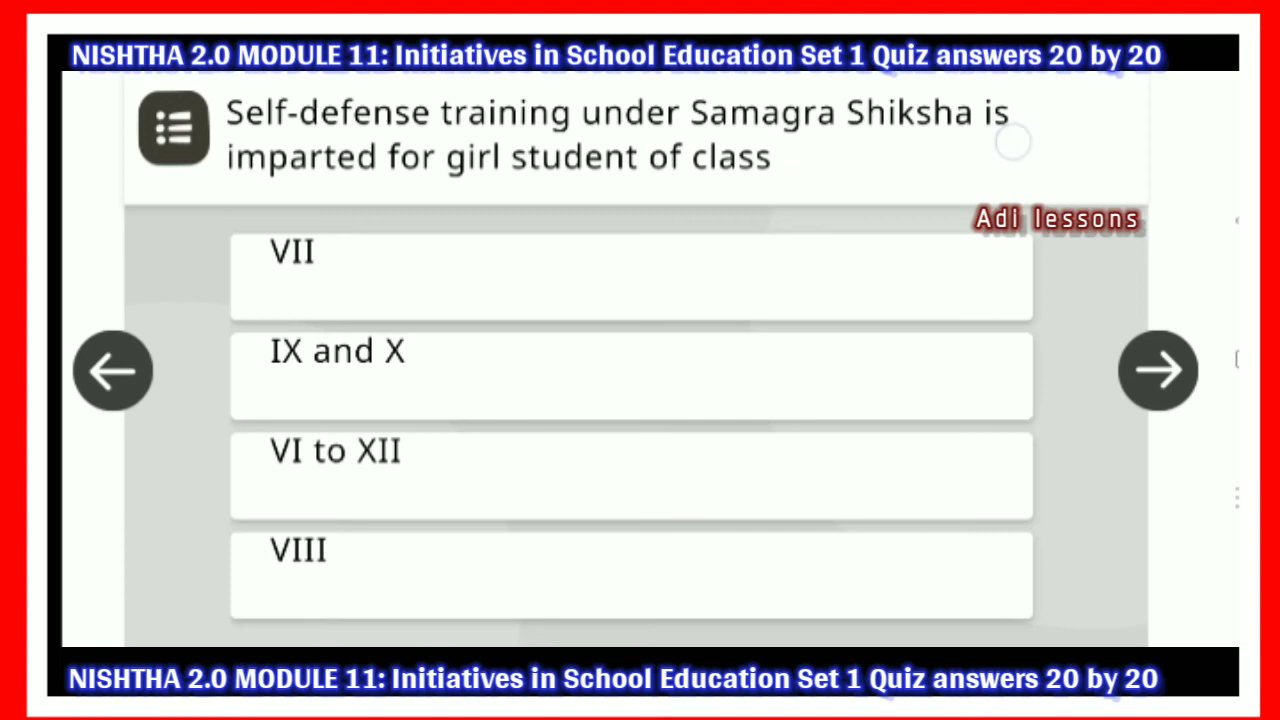 NISHTHA 2.0 MODULE 11: Initiatives in School Education Set 1 Quiz answers 20 by 20
Self-defense training under Samagra Shiksha is
imparted for girl student of class
Adi lessons
VII
IX and X
VI to XII
VIII
NISHTHA 2.0 MODULE 11: Initiatives in School Education Set 1 Quiz answers 20 by 20